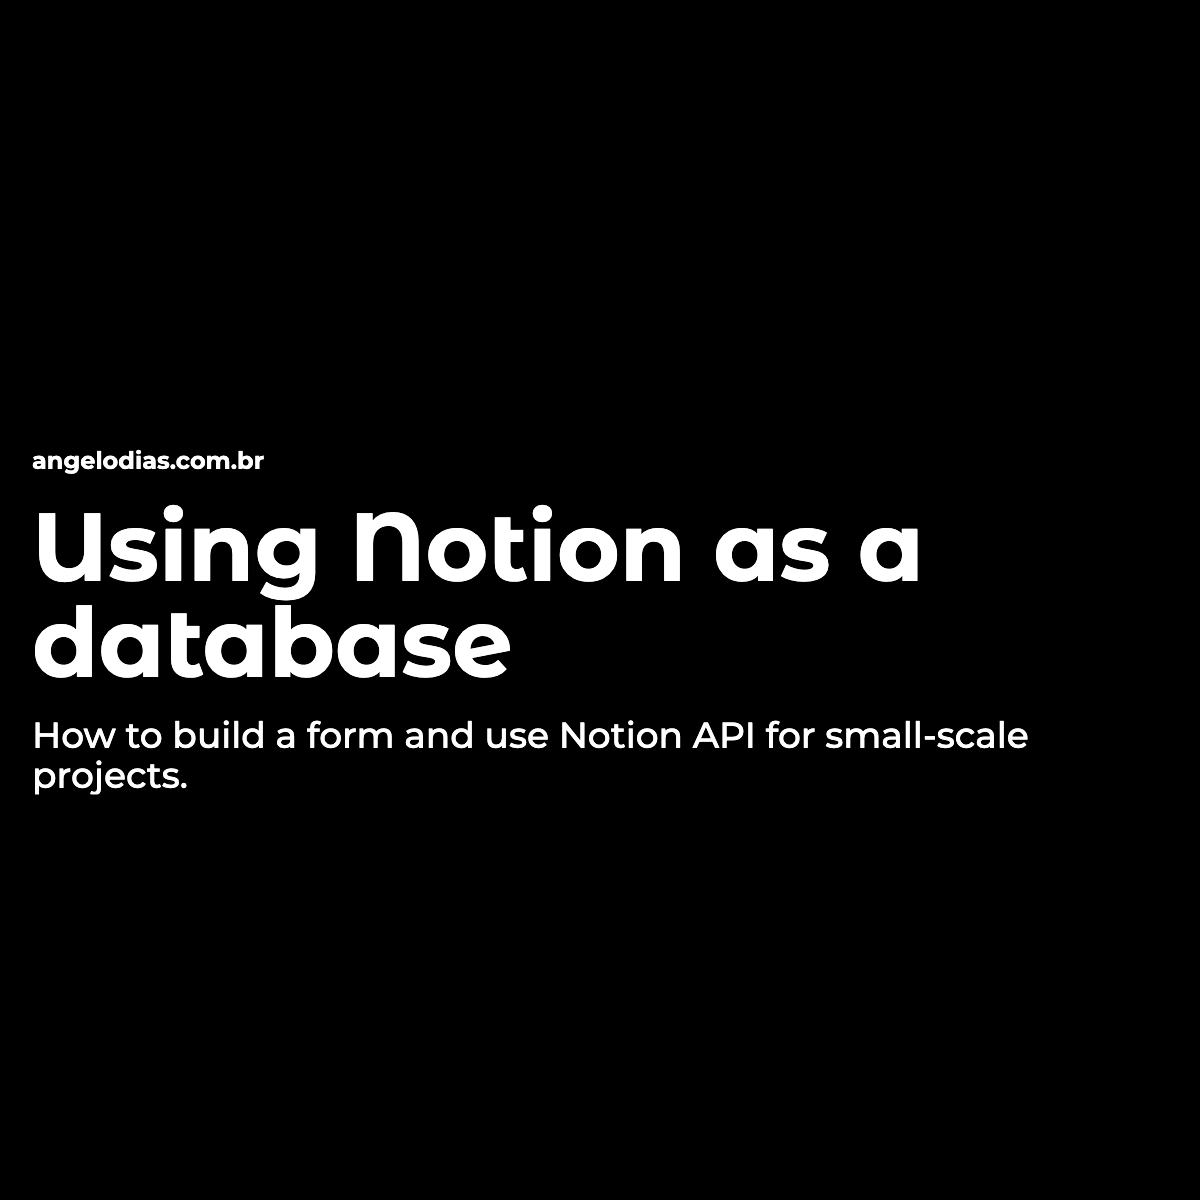 angelodias.com.br
Using Notion as a
database
How to build a form and use Notion API for small-scale
projects.